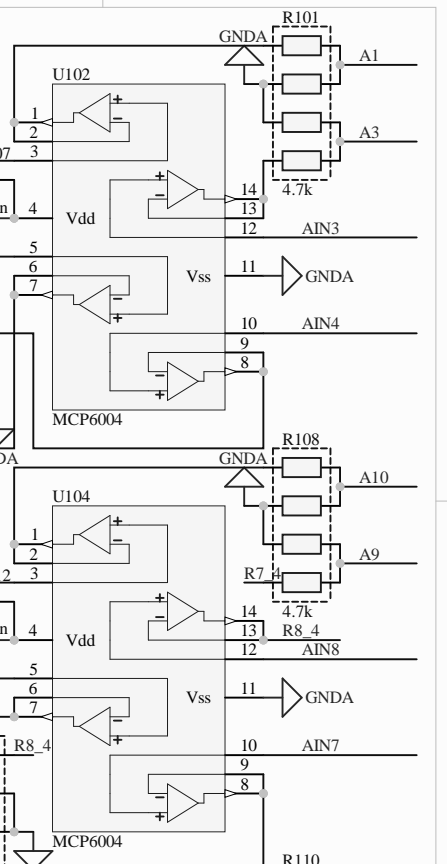 R101
GNDA
A1
U102
+
1
−
2
A3
07
3
+
14
4.7k
−
13
n
4
Vdd
12
AIN3
5
6
Vss
11
GNDA
7
−
+
10
AIN4
9
−
8
+
MCP6004
R108
DA
GNDA
A10
U104
+
1
−
2
A9
2
3
R7_4
+
14
4.7k
−
13
R8_4
n
4
Vdd
12
AIN8
5
6
Vss
11
GNDA
7
−
+
R8_4
10
AIN7
9
−
8
+
MCP6004
R110